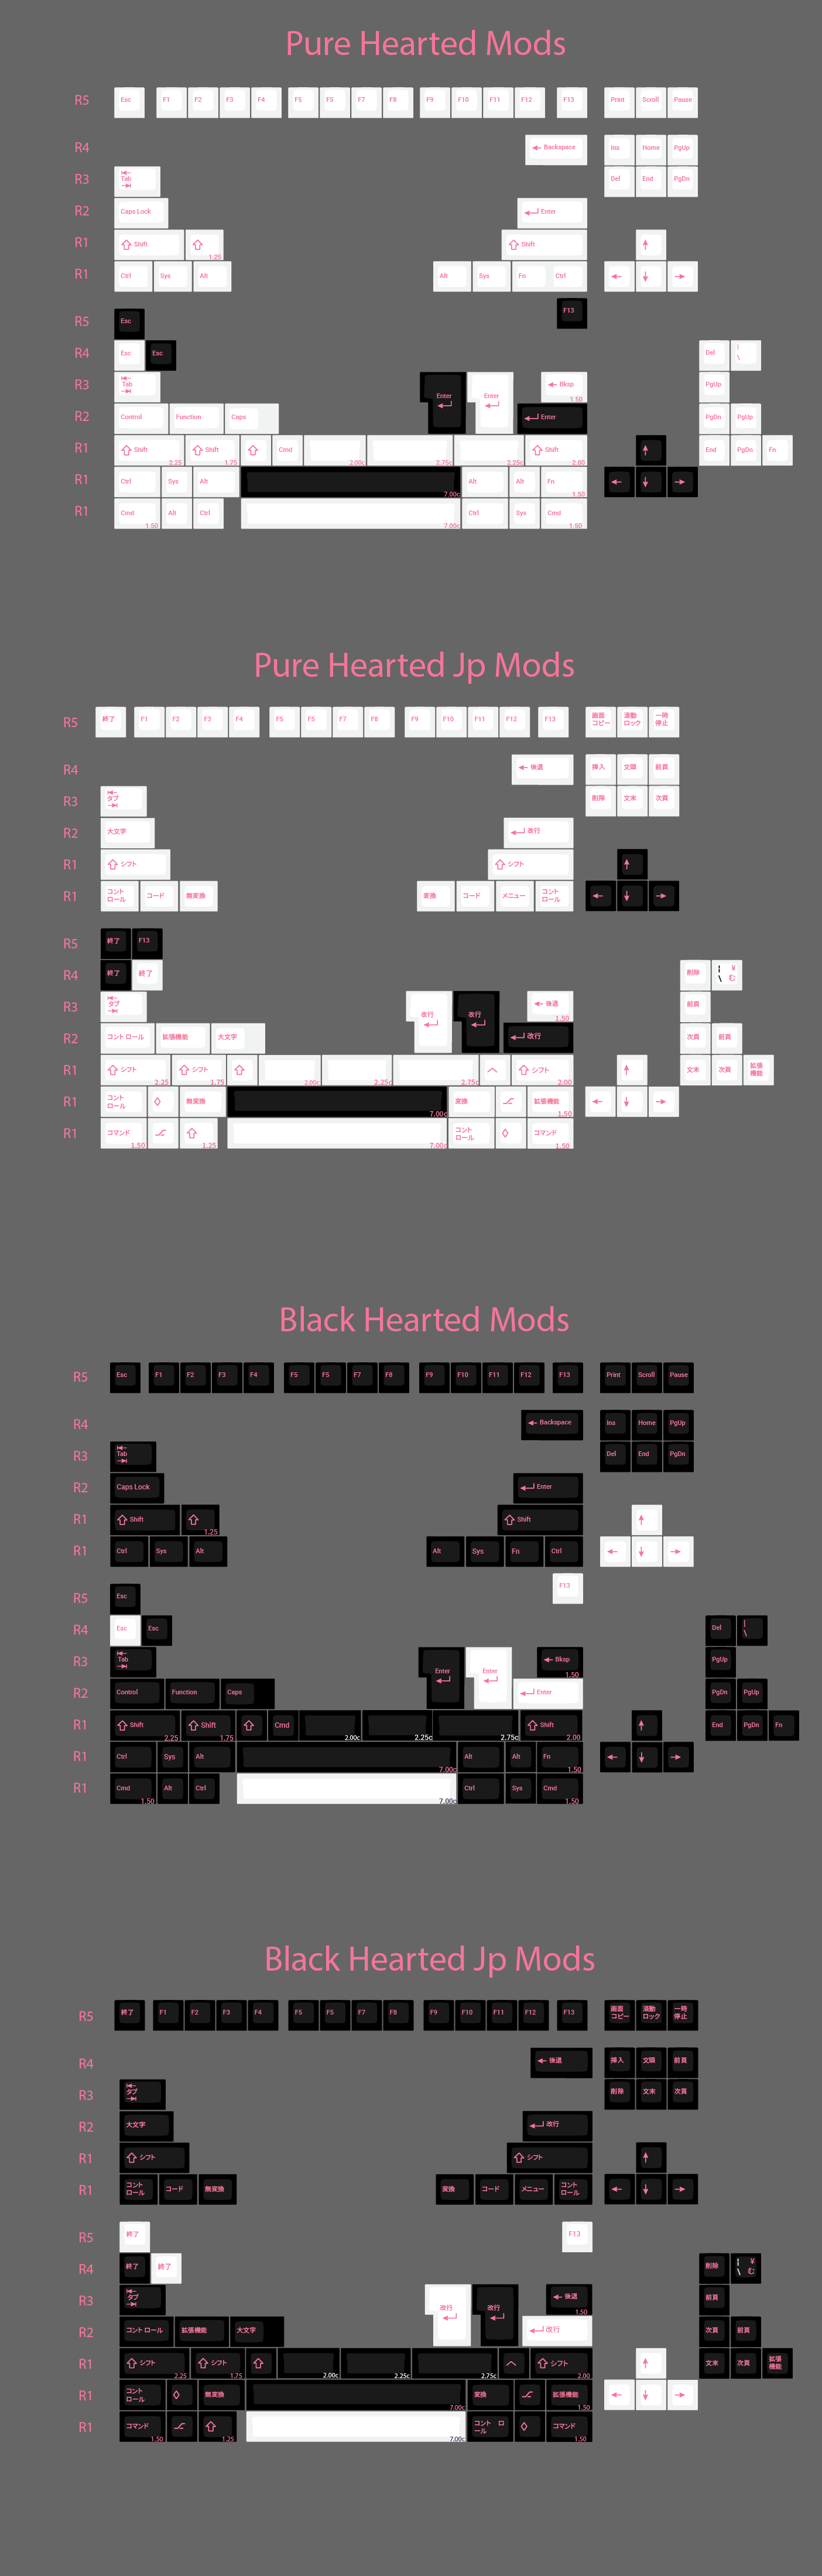 Pure Hearted Mods
R5 Esc F1 F2 F3 F4 F5 F5 F7 F8 F9 F10 F11 F12 F13 Print Scroll Pause
R4 ← Backspace Ins Home PgUp
R3 Tab Del End PgDn
R2 Caps Lock Enter
R1 Shift 1.25 Shift ↑
R1 Ctrl Sys Alt Alt Sys Fn Ctrl ← ↓ →
R5 Esc F13
R4 Esc Esc Del | \
R3 Tab Enter Enter ← Bksp 1.50 PgUp
R2 Control Function Caps Enter PgDn PgUp
R1 Shift 2.25 Shift 1.75 Cmd 2.00c 2.75c 2.25c Shift 2.00 ↑ End PgDn Fn
R1 Ctrl Sys Alt 7.00c Alt Alt Fn 1.50 ← ↓ →
R1 Cmd 1.50 Alt Ctrl 7.00c Ctrl Sys Cmd 1.50
Pure Hearted Jp Mods
R5 終了 F1 F2 F3 F4 F5 F5 F7 F8 F9 F10 F11 F12 F13 画面 コピー 滚動 ロック 一時 停止
R4 ← 後退 挿入 文頭 前頁
R3 タブ 削除 文末 次頁
R2 大文字 改行
R1 シフト シフト ↑
R1 コント ロール コード 無変換 変換 コード メニュー コント ロール ← ↓ →
R5 終了 F13
R4 終了 終了 削除 ¦ \ ¥ む
R3 タブ 改行 改行 ← 後退 1.50 前頁
R2 コント ロール 拡張機能 大文字 改行 次頁 前頁
R1 シフト 2.25 シフト 1.75 2.00c 2.25c 2.75c シフト 2.00 ↑ 文末 次頁 拡張 機能
R1 コント ロール ◊ 無変換 7.00c 変換 拡張機能 1.50 ← ↓ →
R1 コマンド 1.50 1.25 7.00c コント ロール ◊ コマンド 1.50
Black Hearted Mods
R5 Esc F1 F2 F3 F4 F5 F5 F7 F8 F9 F10 F11 F12 F13 Print Scroll Pause
R4 ← Backspace Ins Home PgUp
R3 Tab Del End PgDn
R2 Caps Lock Enter
R1 Shift 1.25 Shift ↑
R1 Ctrl Sys Alt Alt Sys Fn Ctrl ← ↓ →
R5 Esc F13
R4 Esc Esc Del | \
R3 Tab Enter Enter ← Bksp 1.50 PgUp
R2 Control Function Caps Enter PgDn PgUp
R1 Shift 2.25 Shift 1.75 Cmd 2.00c 2.25c 2.75c Shift 2.00 ↑ End PgDn Fn
R1 Ctrl Sys Alt 7.00c Alt Alt Fn 1.50 ← ↓ →
R1 Cmd 1.50 Alt Ctrl 7.00c Ctrl Sys Cmd 1.50
Black Hearted Jp Mods
R5 終了 F1 F2 F3 F4 F5 F5 F7 F8 F9 F10 F11 F12 F13 画面 コピー 滚動 ロック 一時 停止
R4 ← 後退 挿入 文頭 前頁
R3 タブ 削除 文末 次頁
R2 大文字 改行
R1 シフト シフト ↑
R1 コント ロール コード 無変換 変換 コード メニュー コント ロール ← ↓ →
R5 終了 F13
R4 終了 終了 削除 ¦ \ ¥ む
R3 タブ 改行 改行 ← 後退 1.50 前頁
R2 コント ロール 拡張機能 大文字 改行 次頁 前頁
R1 シフト 2.25 シフト 1.75 2.00c 2.25c 2.75c シフト 2.00 ↑ 文末 次頁 拡張 機能
R1 コント ロール ◊ 無変換 7.00c 変換 拡張機能 1.50 ← ↓ →
R1 コマンド 1.50 1.25 7.00c コント ロ ール ◊ コマンド 1.50